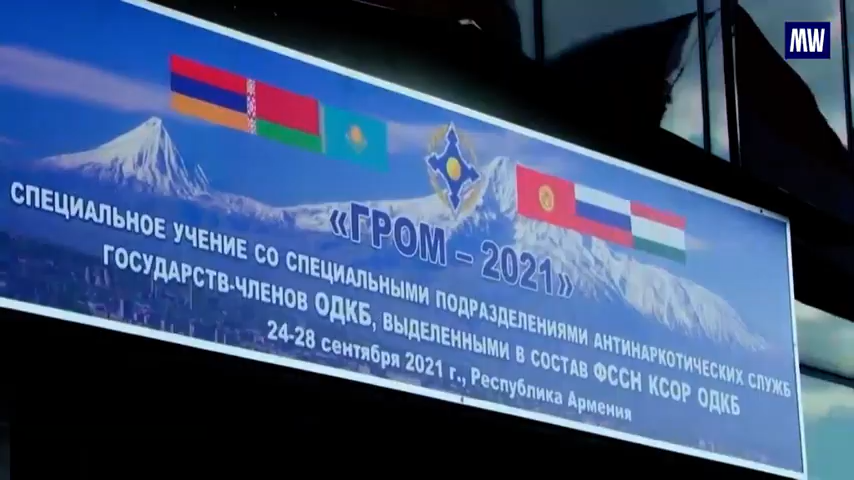 MW
«ГРОМ – 2021»
СПЕЦИАЛЬНОЕ УЧЕНИЕ СО СПЕЦИАЛЬНЫМИ ПОДРАЗДЕЛЕНИЯМИ АНТИНАРКОТИЧЕСКИХ СЛУЖБ
ГОСУДАРСТВ-ЧЛЕНОВ ОДКБ, ВЫДЕЛЕННЫМИ В СОСТАВ ФССН КСОР ОДКБ
24-28 сентября 2021 г., Республика Армения